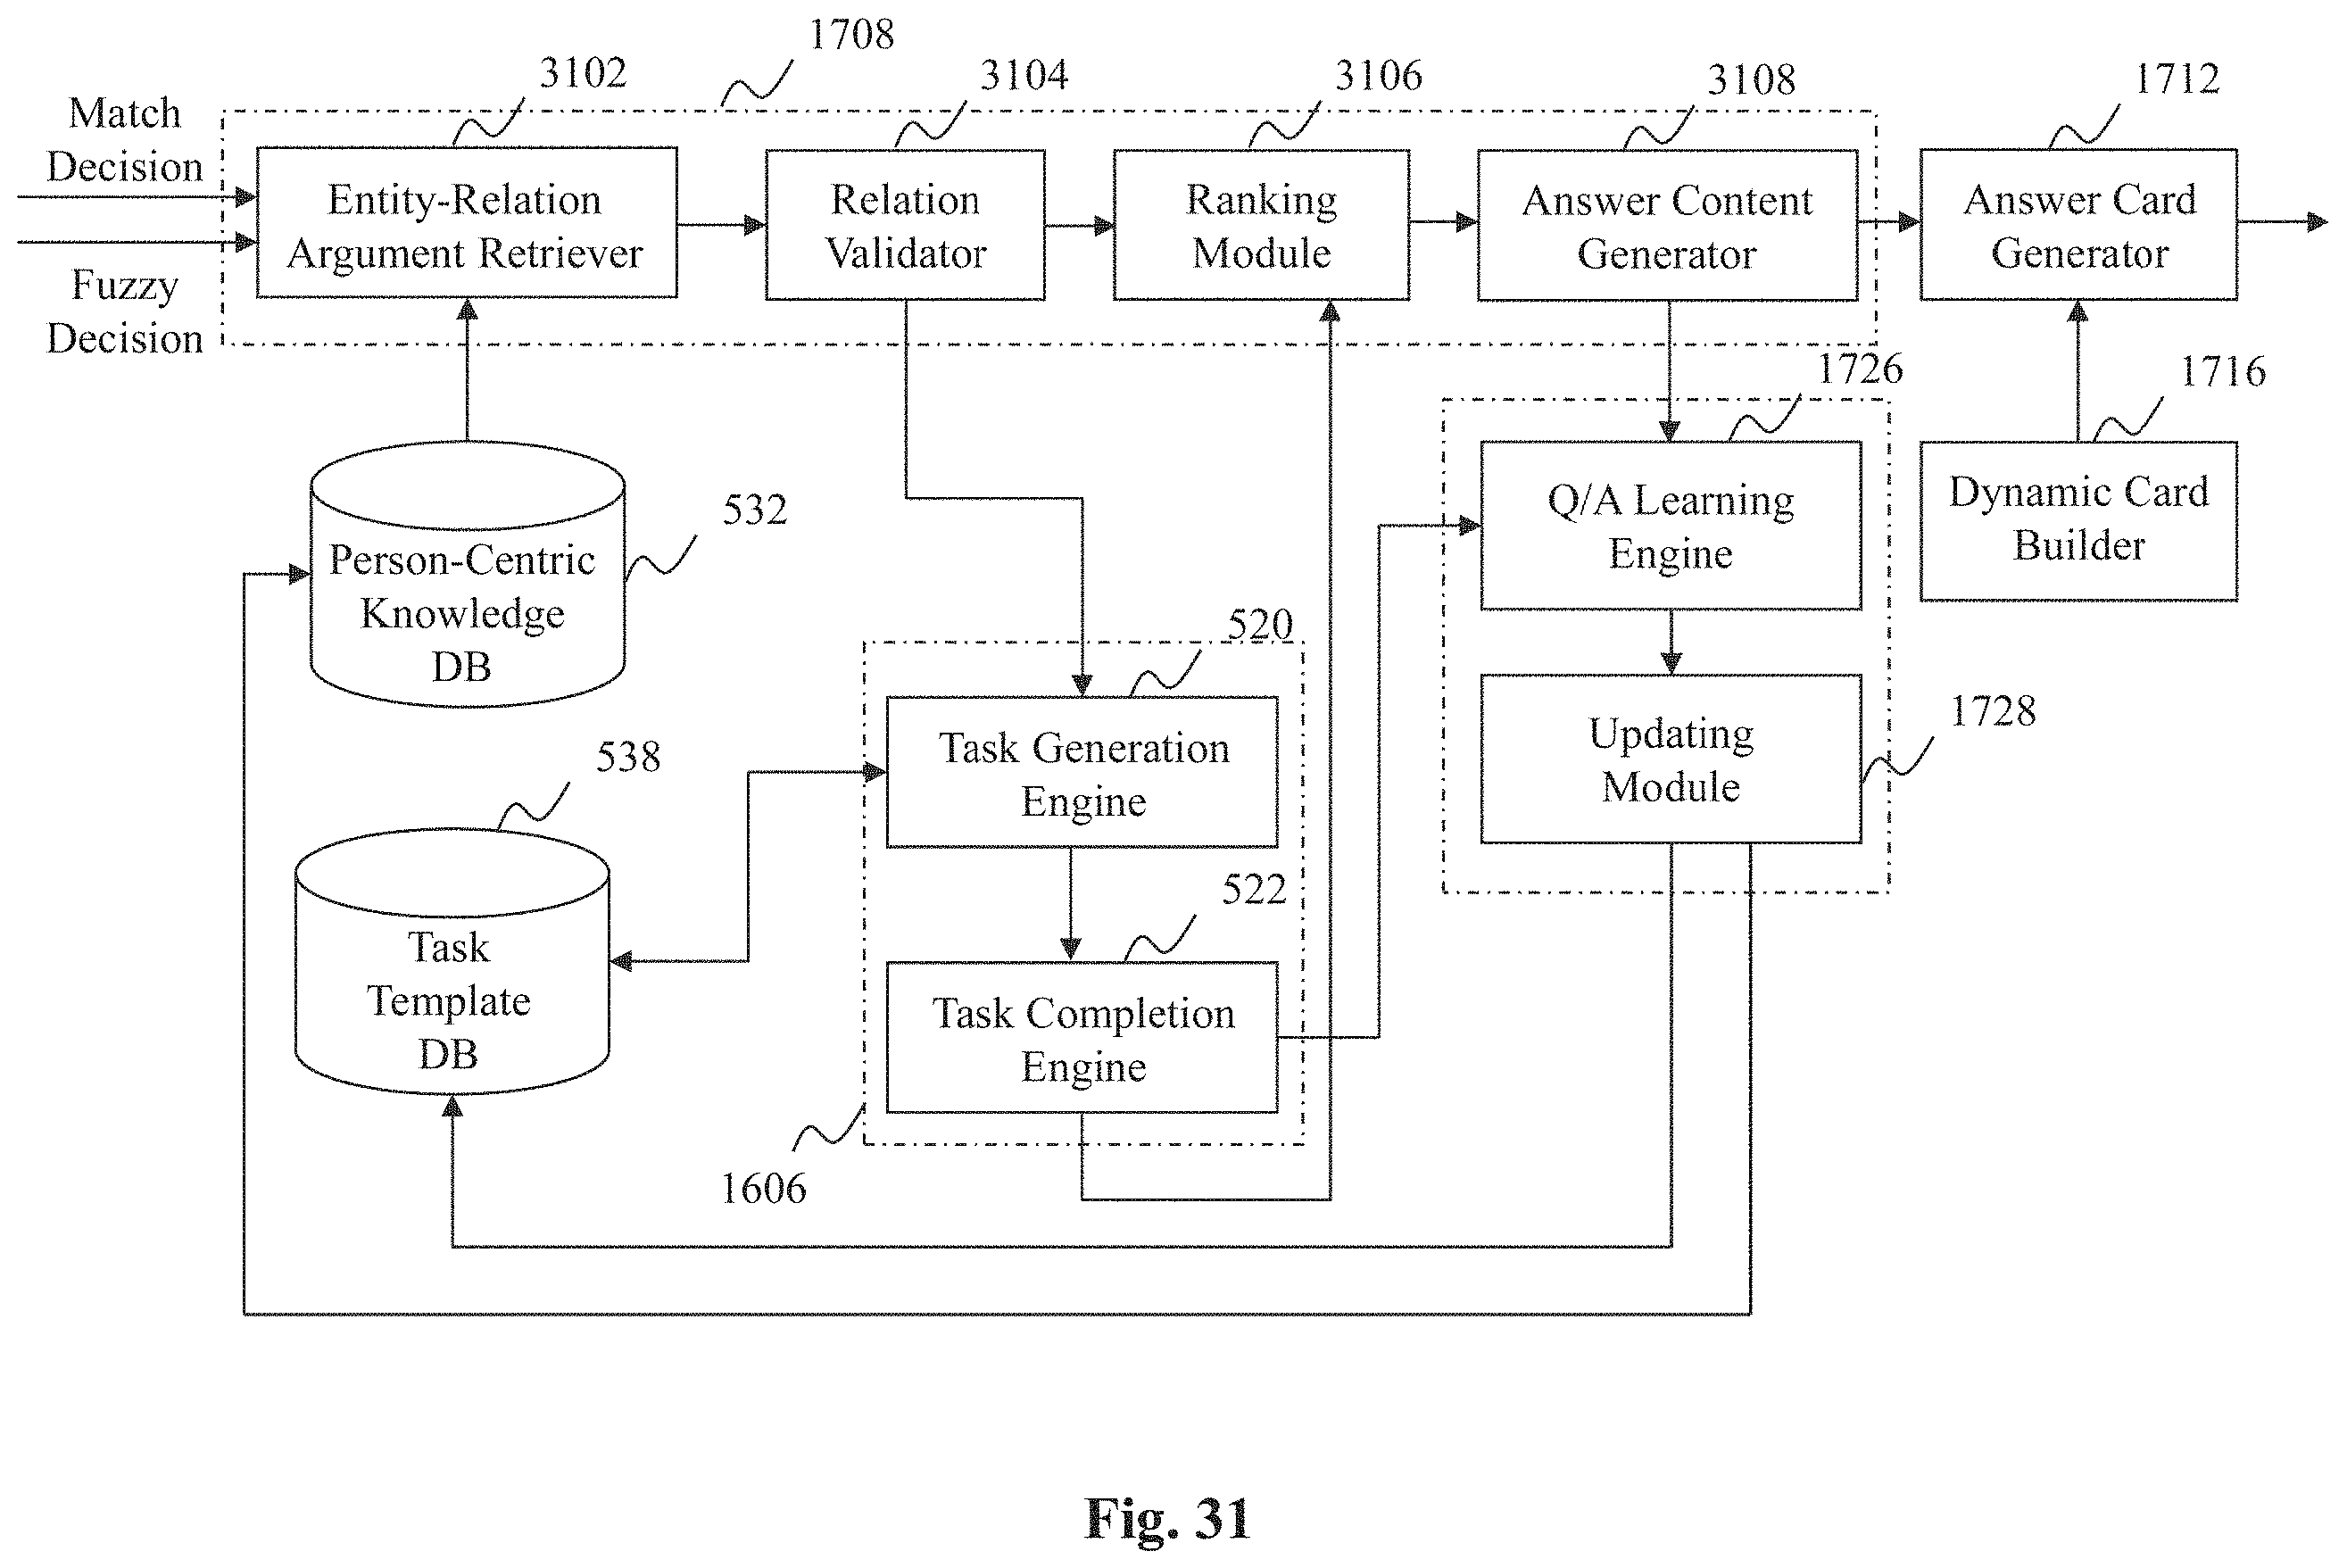 1708
3102
3104
3106
3108
1712
Match
Decision
Fuzzy
Decision
Entity-Relation
Argument Retriever
Relation
Validator
Ranking
Module
Answer Content
Generator
Answer Card
Generator
1726
1716
Person-Centric
Knowledge
DB
532
Q/A Learning
Engine
Dynamic Card
Builder
520
Task Generation
Engine
Updating
Module
1728
538
Task
Template
DB
522
Task Completion
Engine
1606
Fig. 31